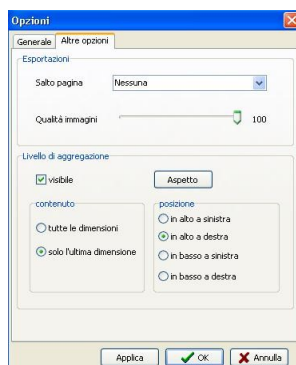 Opzioni
Generale Altre opzioni
Esportazioni
Salto pagina Nessuna
Qualità immagini 100
Livello di aggregazione
visibile Aspetto
contenuto
tutte le dimensioni
solo l'ultima dimensione
posizione
in alto a sinistra
in alto a destra
in basso a sinistra
in basso a destra
Applica OK Annulla